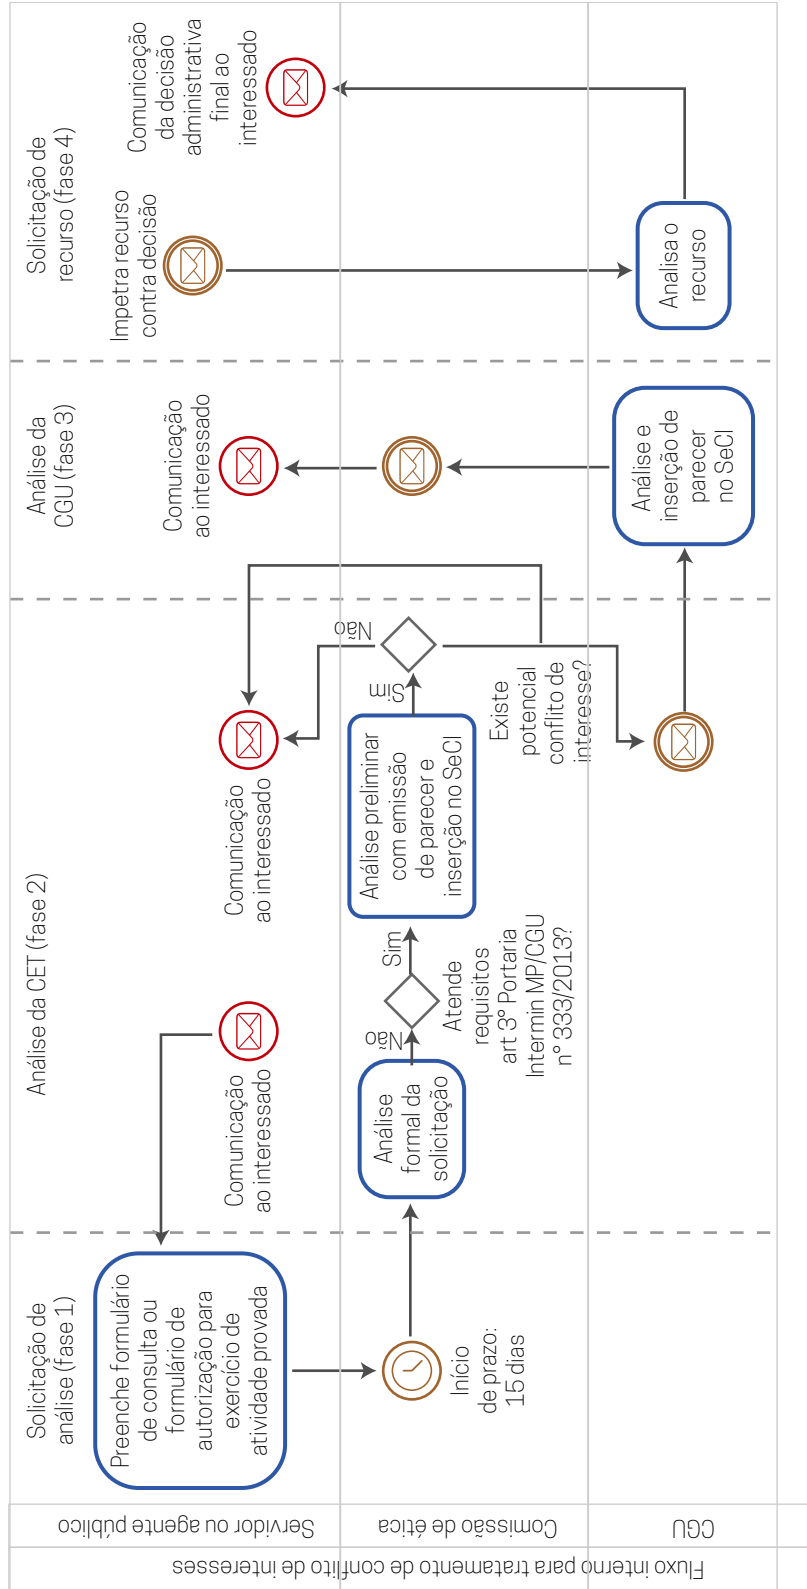 Fluxo interno para tratamento de conflito de interesses
Servidor ou agente público
Comissão de ética
CGU
Solicitação de
análise (fase 1)
Preenche formulário
de consulta ou
formulário de
autorização para
exercício de
atividade provada
Início
de prazo:
15 dias
Análise da CET (fase 2)
Comunicação
ao interessado
Análise
formal da
solicitação
Não
Sim
Atende
requisitos
art 3º Portaria
Intermin MP/CGU
n° 333/2013?
Comunicação
ao interessado
Análise preliminar
com emissão
de parecer e
inserção no SeCI
Sim
Não
Existe
potencial
conflito de
interesse?
Análise da
CGU (fase 3)
Comunicação
ao interessado
Análise e
inserção de
parecer
no SeCI
Solicitação de
recurso (fase 4)
Impetra recurso
contra decisão
Comunicação
da decisão
administrativa
final ao
interessado
Analisa o
recurso